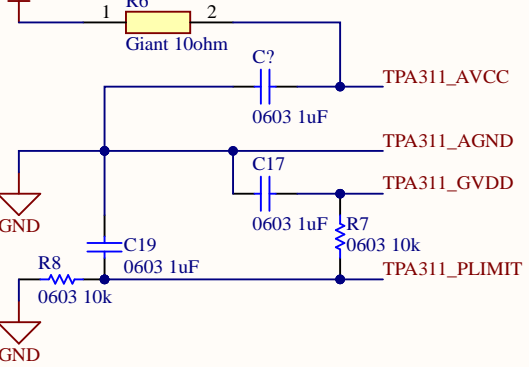 R6
1 2
Giant 10ohm
C?
TPA311_AVCC
0603 1uF
TPA311_AGND
C17
TPA311_GVDD
GND
0603 1uF
R7
0603 10k
C19
0603 1uF
R8
TPA311_PLIMIT
0603 10k
GND